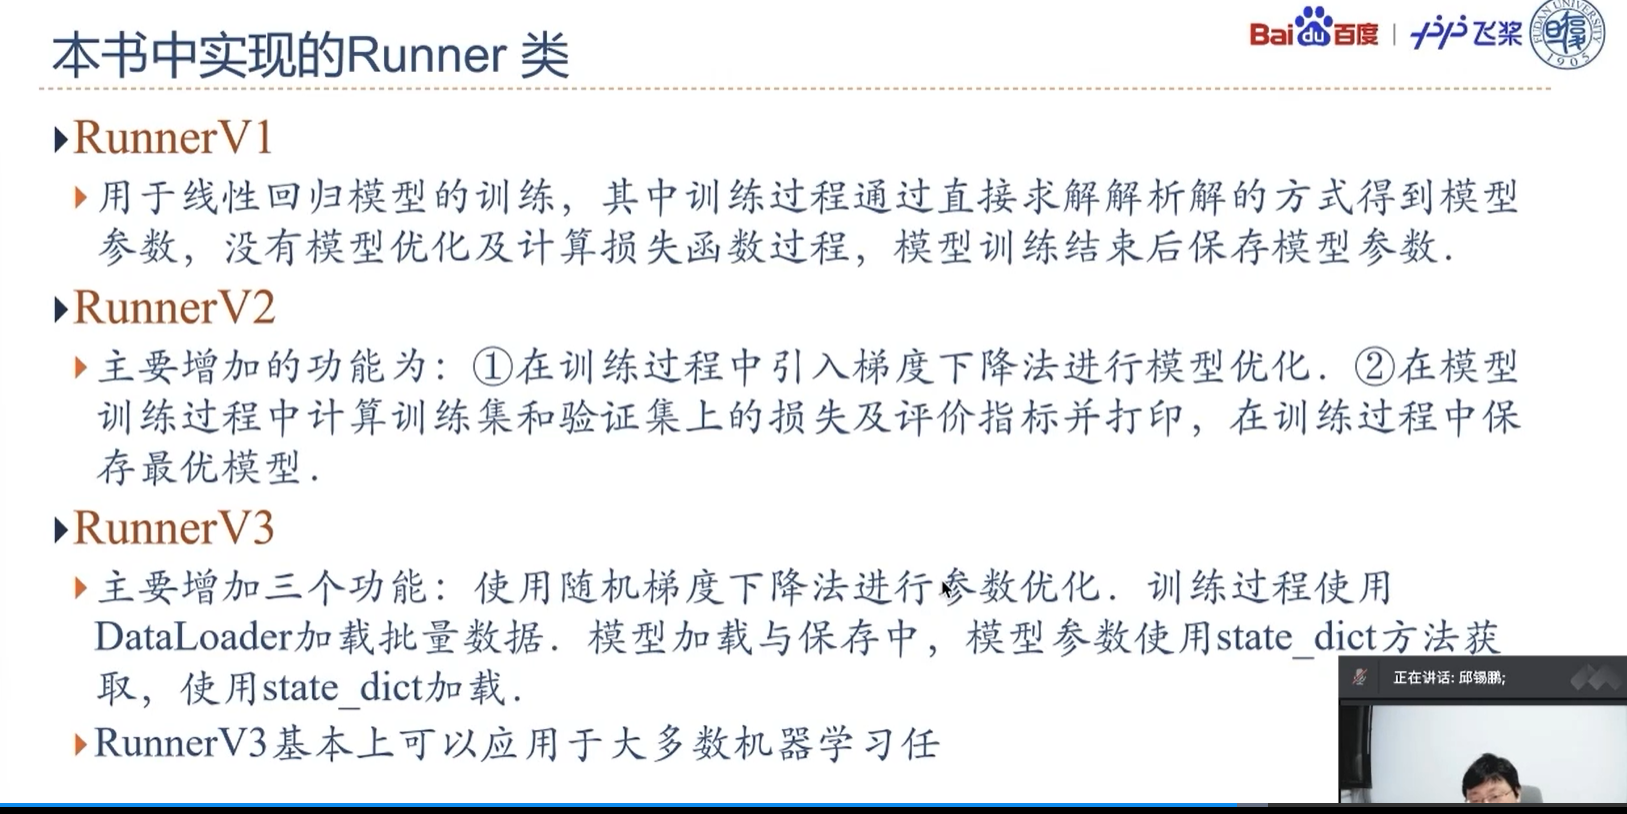 本书中实现的Runner 类
Bai du 百度 飞桨
FUDAN UNIVERSITY
1905
RunnerV1
用于线性回归模型的训练，其中训练过程通过直接求解解析解的方式得到模型
参数，没有模型优化及计算损失函数过程，模型训练结束后保存模型参数．
RunnerV2
主要增加的功能为：①在训练过程中引入梯度下降法进行模型优化．②在模型
训练过程中计算训练集和验证集上的损失及评价指标并打印，在训练过程中保
存最优模型．
RunnerV3
主要增加三个功能：使用随机梯度下降法进行参数优化．训练过程使用
DataLoader加载批量数据．模型加载与保存中，模型参数使用state_dict方法获
取，使用state_dict加载．
RunnerV3基本上可以应用于大多数机器学习任
正在讲话: 邱锡鹏;